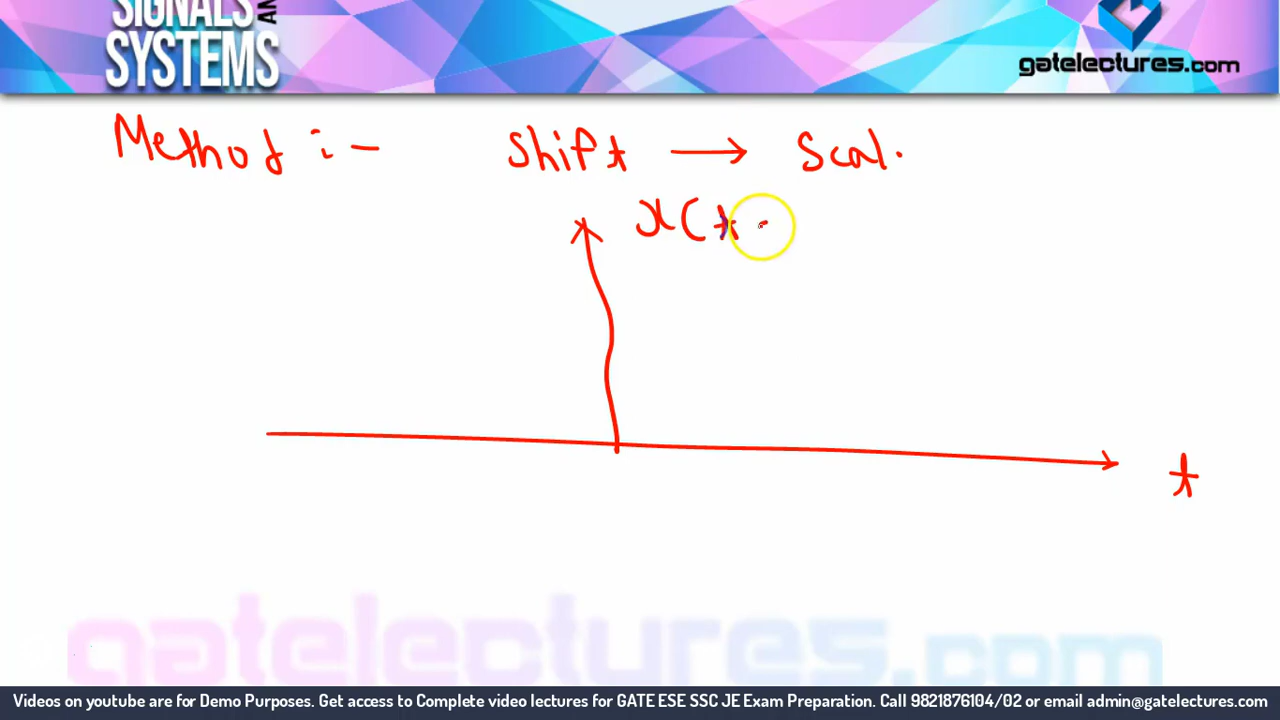 SIGNALS AND
SYSTEMS
gatelectures.com
Method :- Shift → Scal.
x(t -
t
gatelectures.com
Videos on youtube are for Demo Purposes. Get access to Complete video lectures for GATE ESE SSC JE Exam Preparation. Call 9821876104/02 or email admin@gatelectures.com